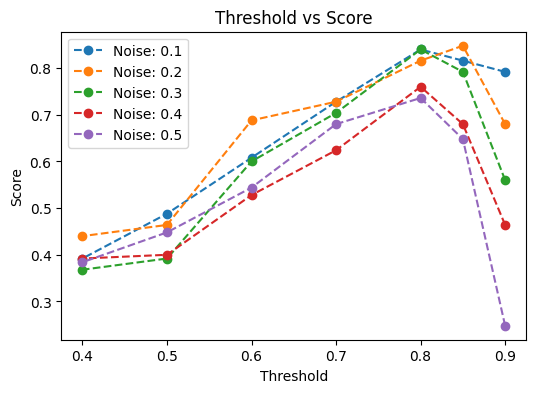 Threshold vs Score
Noise: 0.1
Noise: 0.2
Noise: 0.3
Noise: 0.4
Noise: 0.5
Score
0.8
0.7
0.6
0.5
0.4
0.3
0.4 0.5 0.6 0.7 0.8 0.9
Threshold